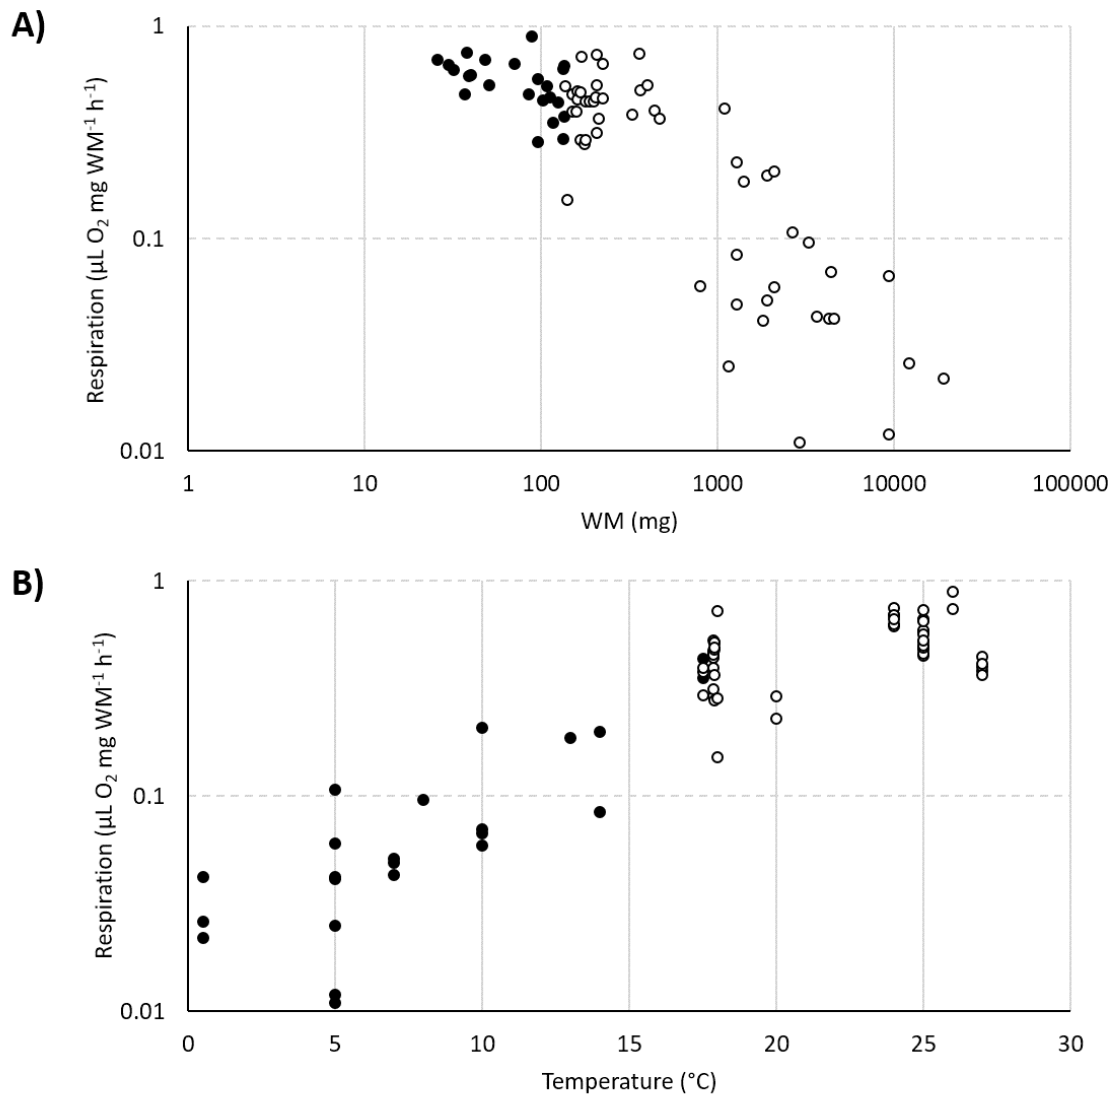 A)
1
0.1
0.01
Respiration (µL O₂ mg WM⁻¹ h⁻¹)
1 10 100 1000 10000 100000
WM (mg)
B)
1
0.1
0.01
Respiration (µL O₂ mg WM⁻¹ h⁻¹)
0 5 10 15 20 25 30
Temperature (°C)